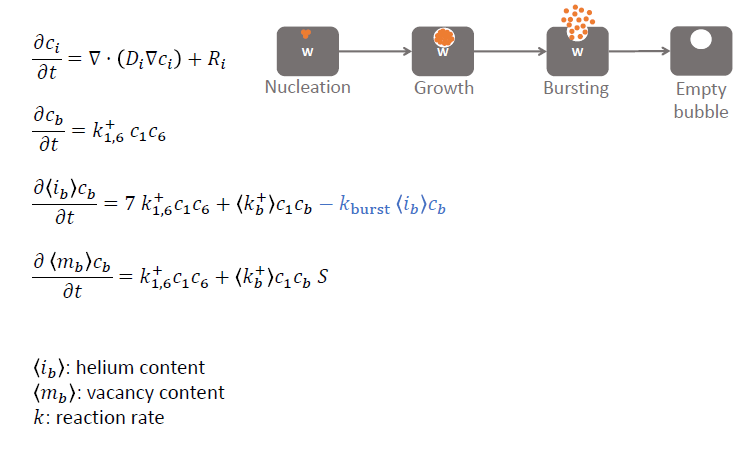 ∂c_i/∂t = ∇ · (D_i∇c_i) + R_i
W W W
Nucleation Growth Bursting Empty bubble
∂c_b/∂t = k⁺_{1,6} c_1c_6
∂⟨i_b⟩c_b/∂t = 7 k⁺_{1,6}c_1c_6 + ⟨k⁺_b⟩c_1c_b − k_burst ⟨i_b⟩c_b
∂ ⟨m_b⟩c_b/∂t = k⁺_{1,6}c_1c_6 + ⟨k⁺_b⟩c_1c_b S
⟨i_b⟩: helium content
⟨m_b⟩: vacancy content
k: reaction rate